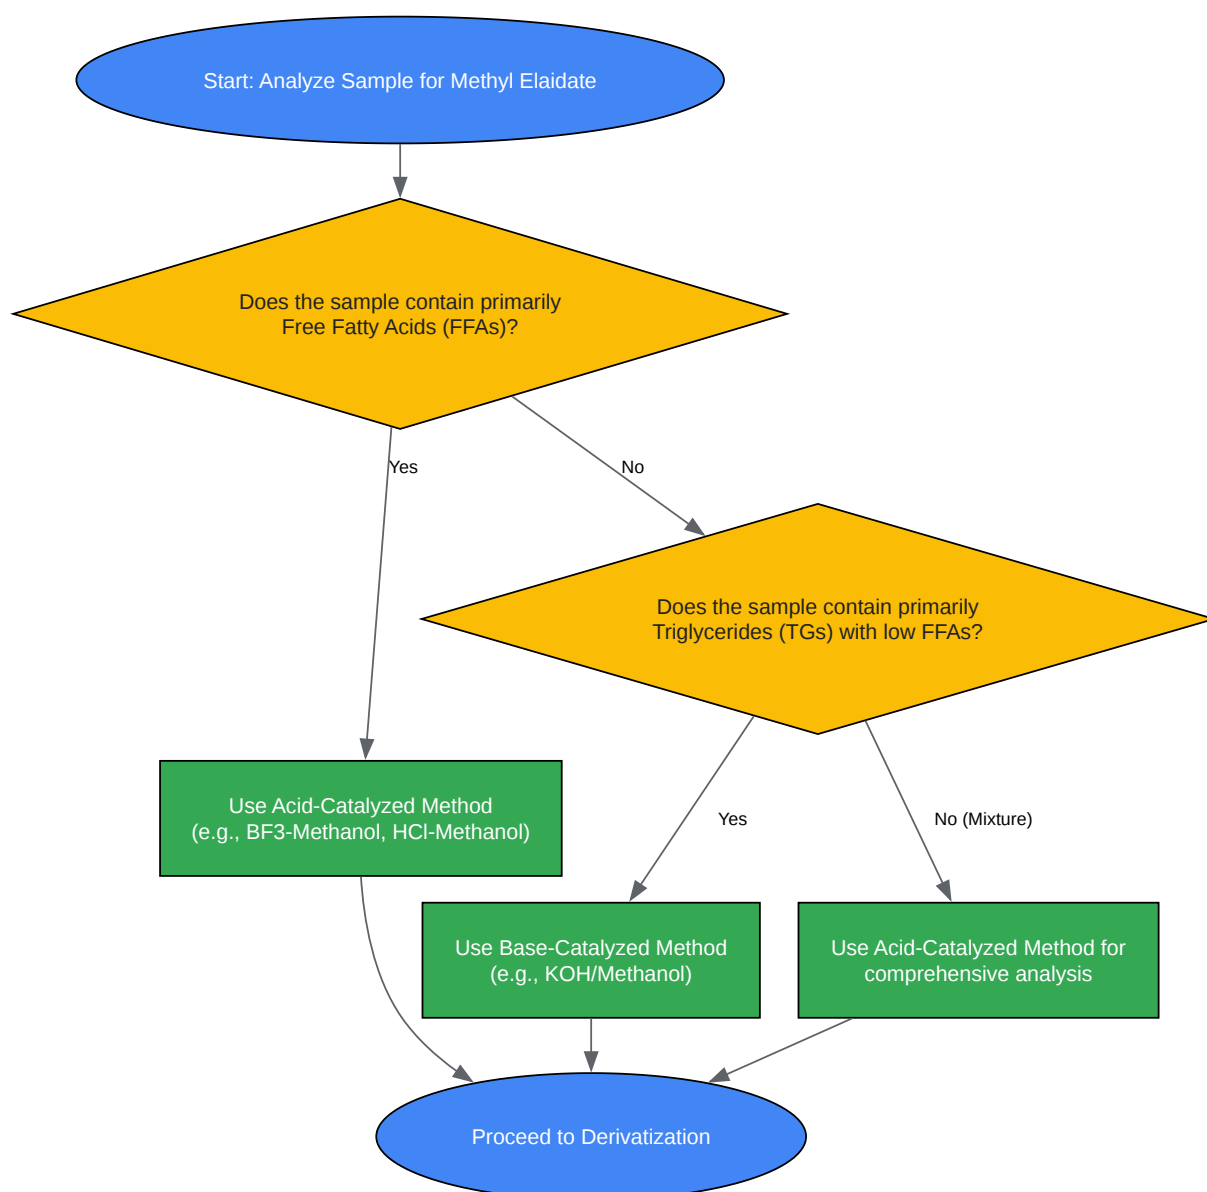 Start: Analyze Sample for Methyl Elaidate
Does the sample contain primarily
Free Fatty Acids (FFAs)?
Yes
No
Does the sample contain primarily
Triglycerides (TGs) with low FFAs?
Use Acid-Catalyzed Method
(e.g., BF3-Methanol, HCl-Methanol)
Yes
No (Mixture)
Use Base-Catalyzed Method
(e.g., KOH/Methanol)
Use Acid-Catalyzed Method for
comprehensive analysis
Proceed to Derivatization